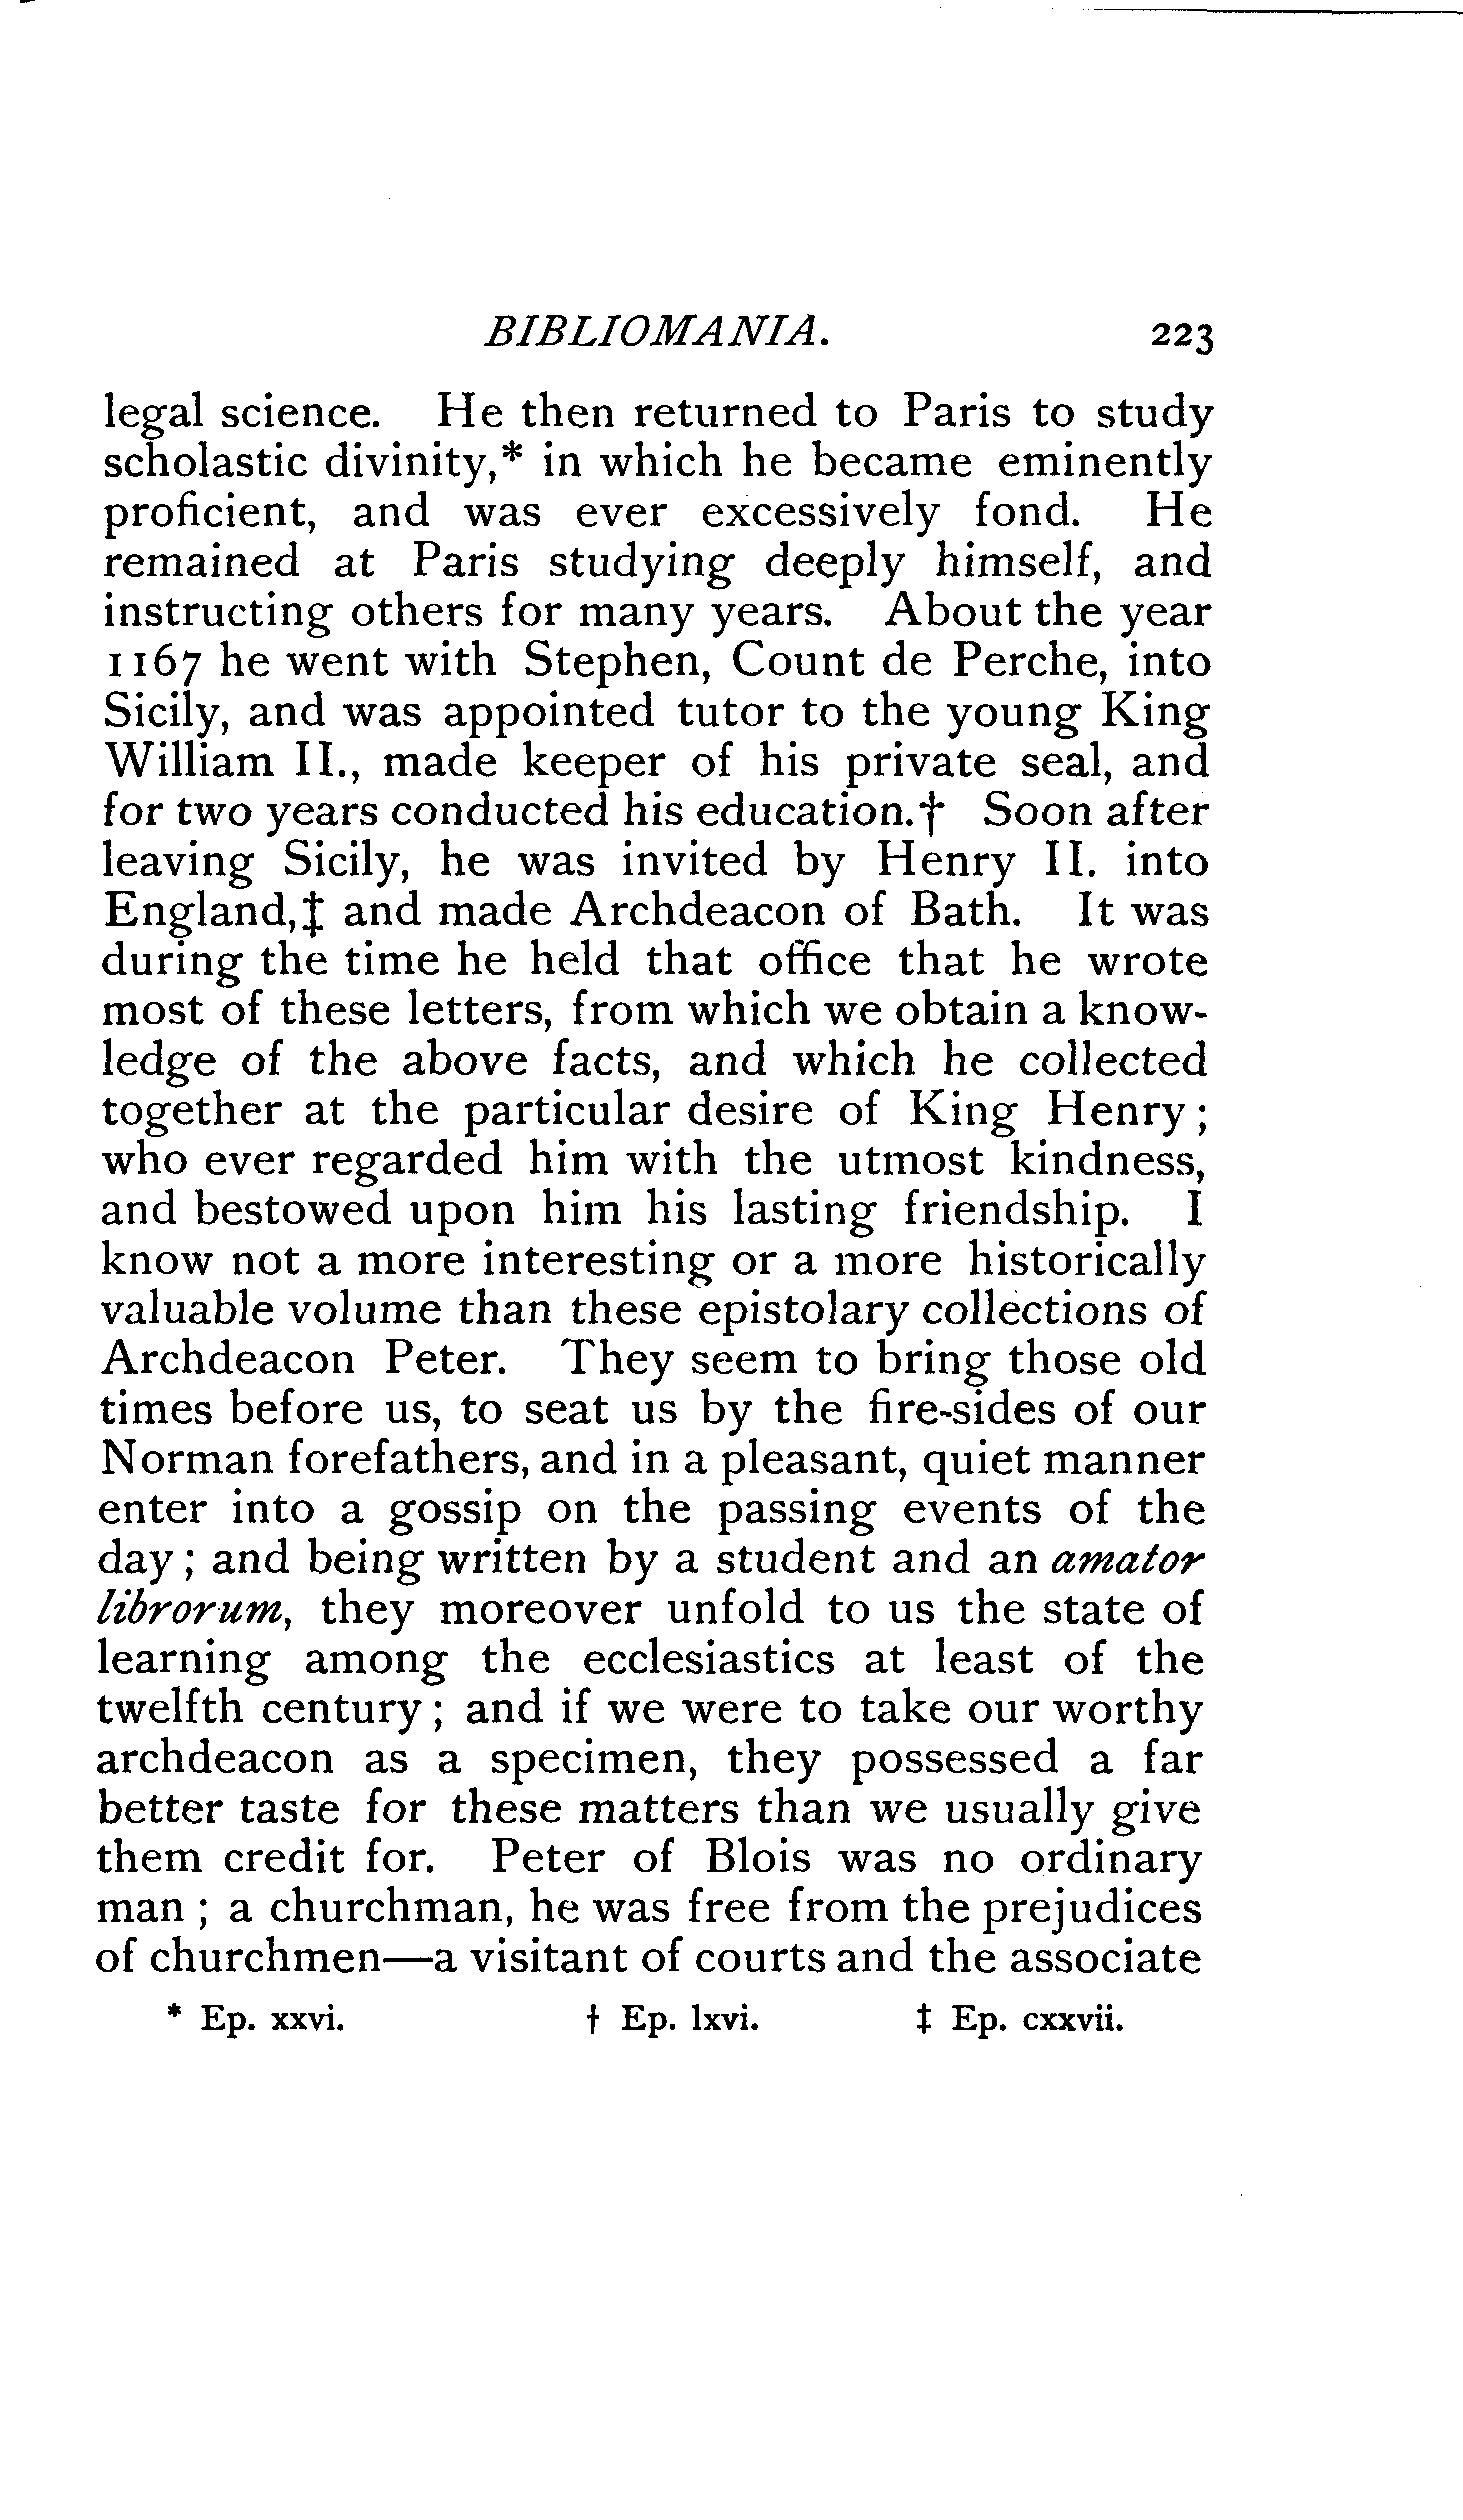 BIBLIOMANIA. 223
legal science. He then returned to Paris to study
scholastic divinity,* in which he became eminently
proficient, and was ever excessively fond. He
remained at Paris studying deeply himself, and
instructing others for many years. About the year
1167 he went with Stephen, Count de Perche, into
Sicily, and was appointed tutor to the young King
William II., made keeper of his private seal, and
for two years conducted his education.† Soon after
leaving Sicily, he was invited by Henry II. into
England,‡ and made Archdeacon of Bath. It was
during the time he held that office that he wrote
most of these letters, from which we obtain a know-
ledge of the above facts, and which he collected
together at the particular desire of King Henry ;
who ever regarded him with the utmost kindness,
and bestowed upon him his lasting friendship. I
know not a more interesting or a more historically
valuable volume than these epistolary collections of
Archdeacon Peter. They seem to bring those old
times before us, to seat us by the fire-sides of our
Norman forefathers, and in a pleasant, quiet manner
enter into a gossip on the passing events of the
day ; and being written by a student and an amator
librorum, they moreover unfold to us the state of
learning among the ecclesiastics at least of the
twelfth century ; and if we were to take our worthy
archdeacon as a specimen, they possessed a far
better taste for these matters than we usually give
them credit for. Peter of Blois was no ordinary
man ; a churchman, he was free from the prejudices
of churchmen—a visitant of courts and the associate
* Ep. xxvi. † Ep. lxvi. ‡ Ep. cxxvii.